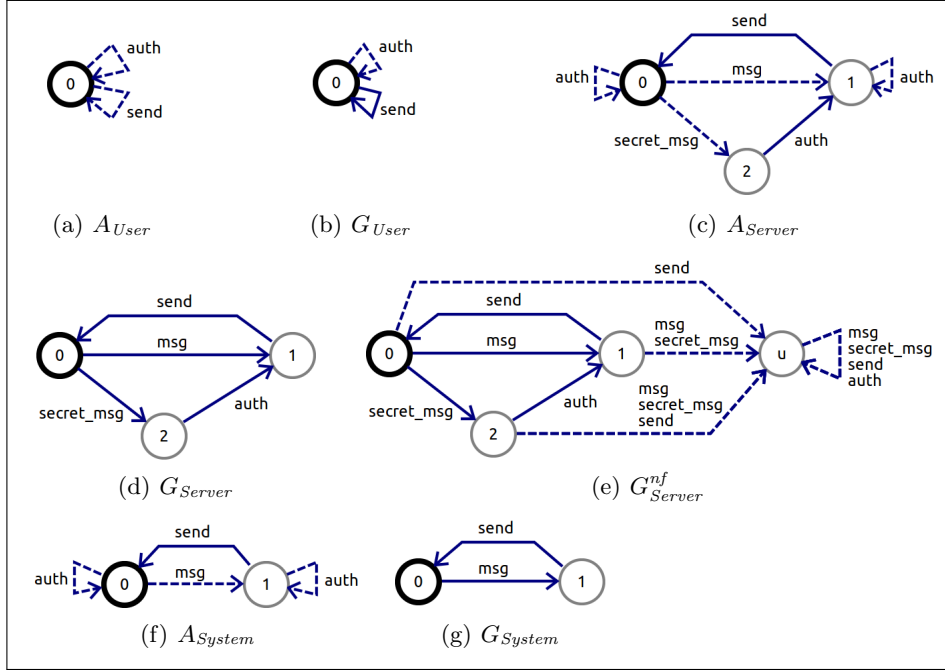 auth
0
send
(a) A_User
auth
0
send
(b) G_User
send
auth
0
msg
1
auth
secret_msg
auth
2
(c) A_Server
send
0
msg
1
secret_msg
auth
2
(d) G_Server
send
send
0
msg
1
msg
secret_msg
u
msg
secret_msg
send
auth
secret_msg
auth
msg
secret_msg
send
2
(e) G^nf_Server
send
auth
0
msg
1
auth
(f) A_System
send
0
msg
1
(g) G_System